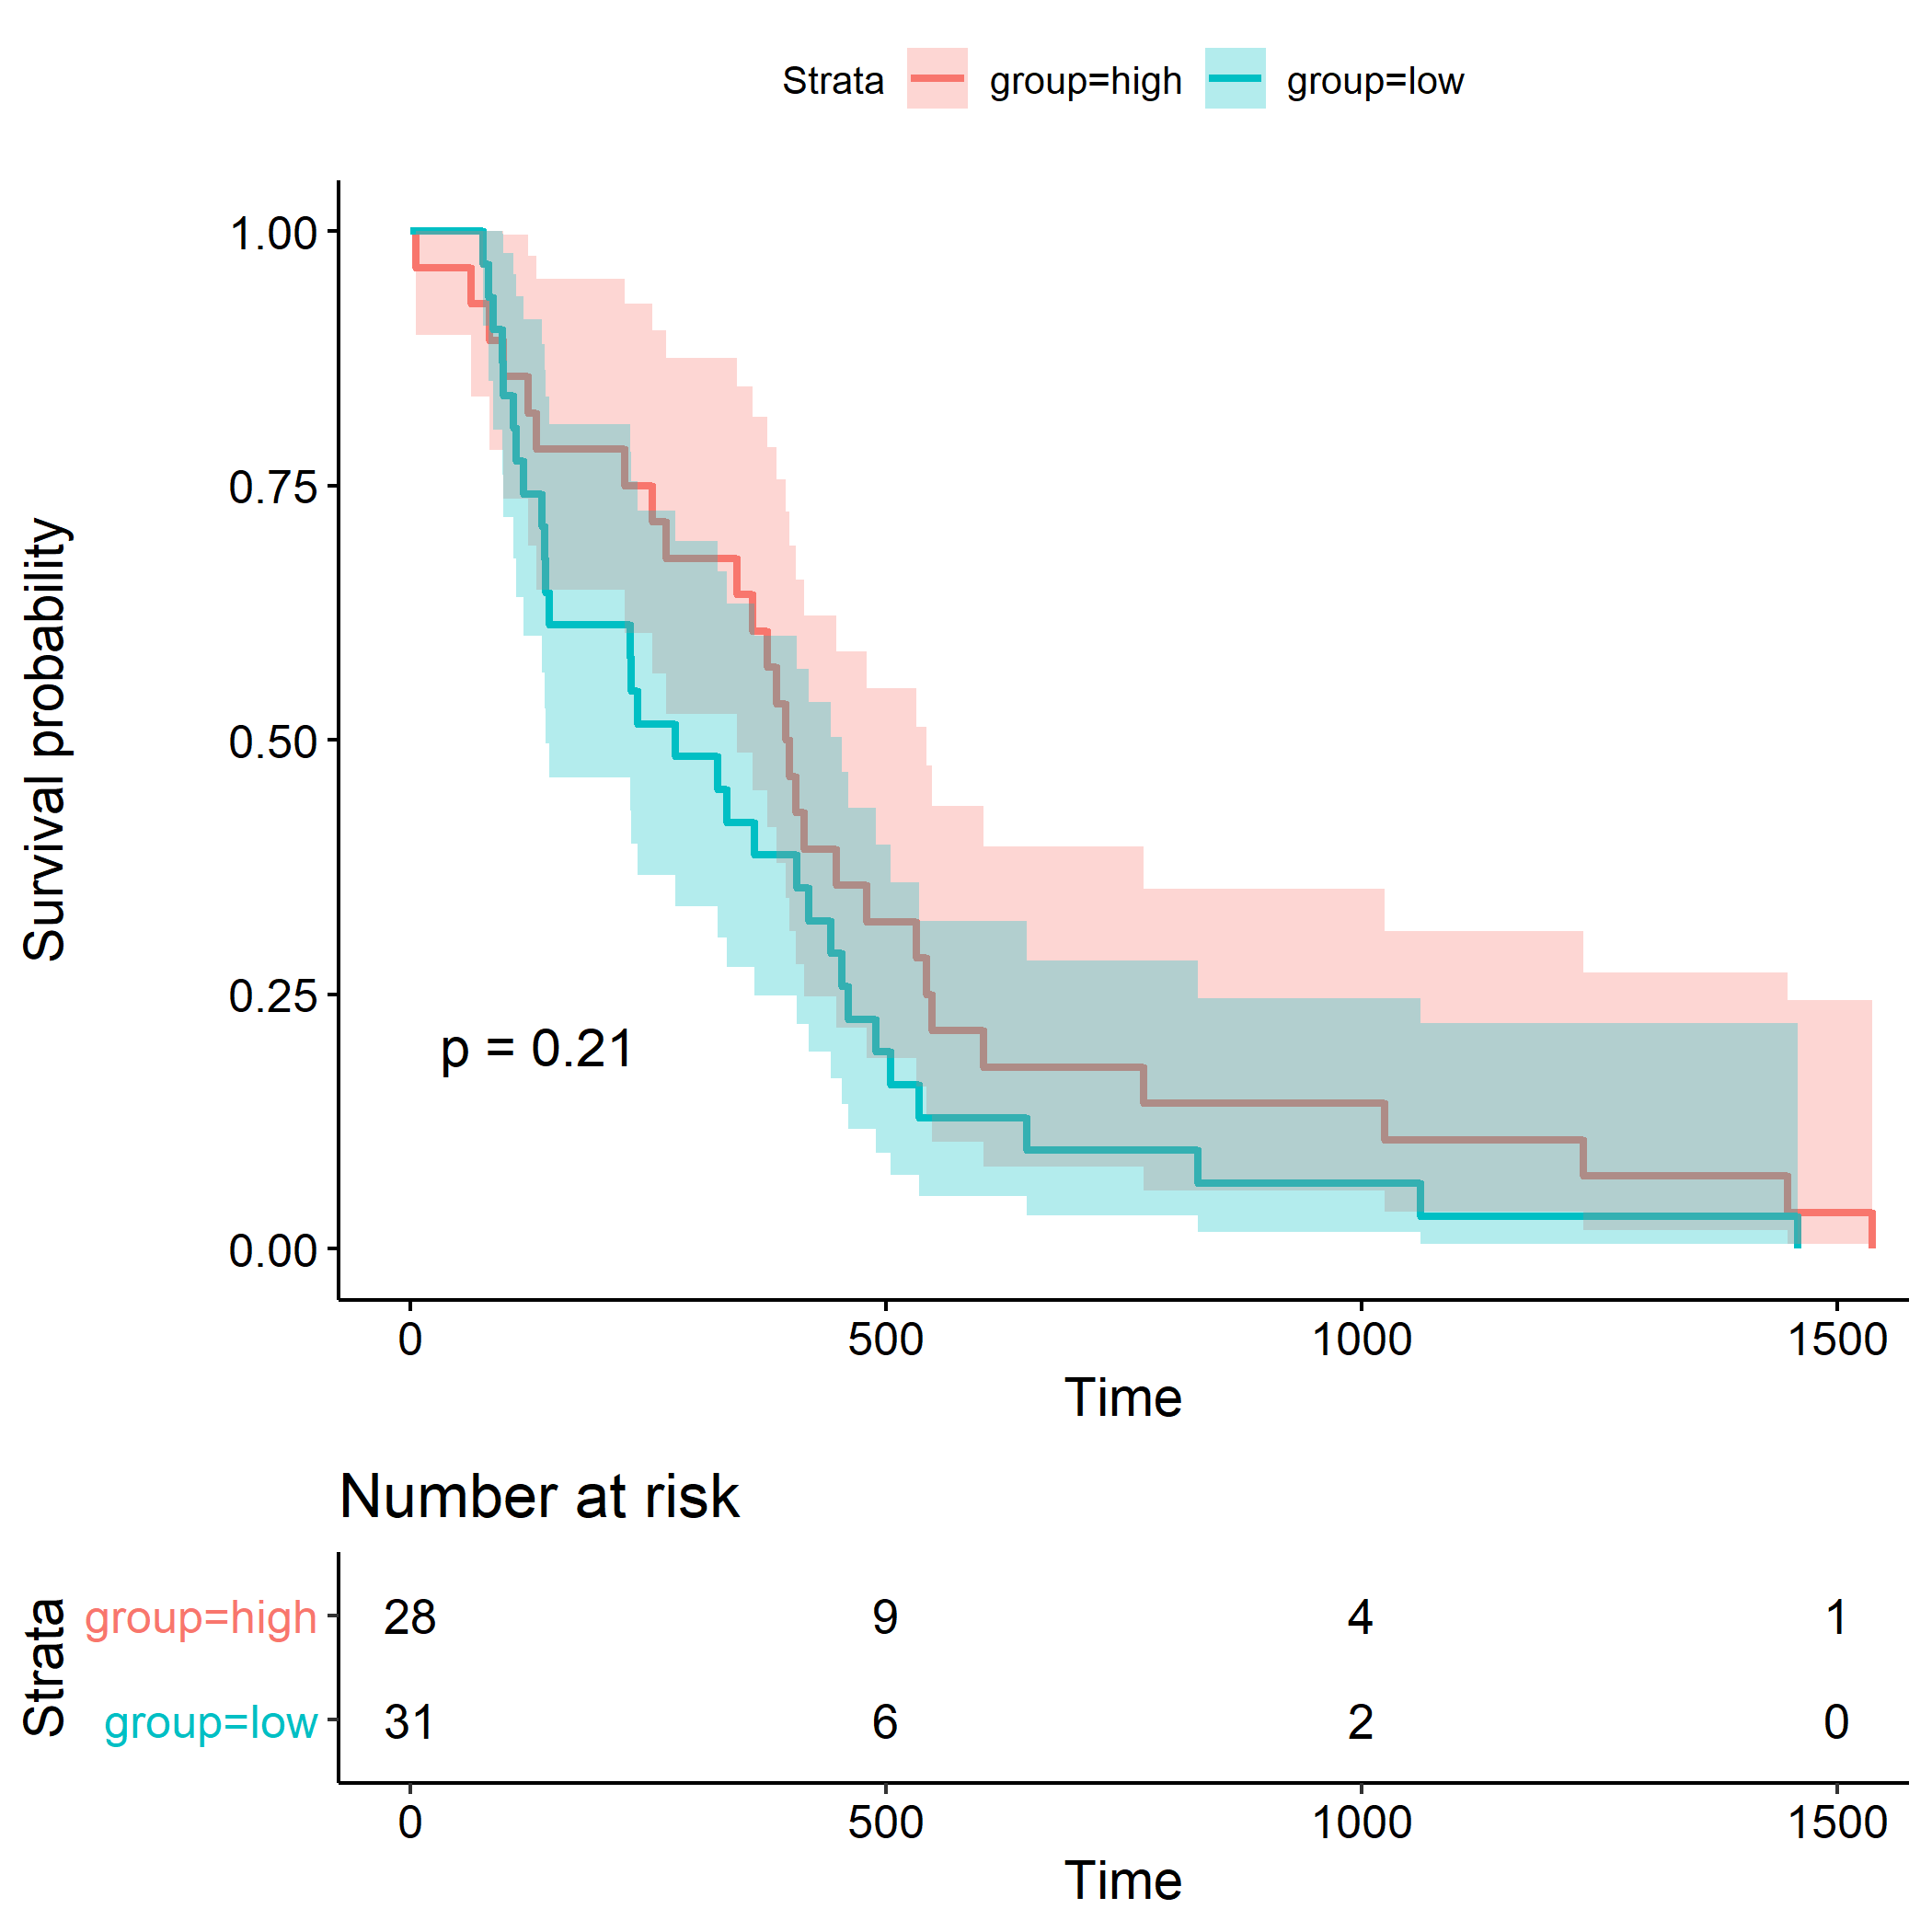 Strata group=high group=low
Survival probability
1.00
0.75
0.50
0.25
0.00
p = 0.21
0 500 1000 1500
Time
Number at risk
Strata
group=high 28 9 4 1
group=low 31 6 2 0
0 500 1000 1500
Time